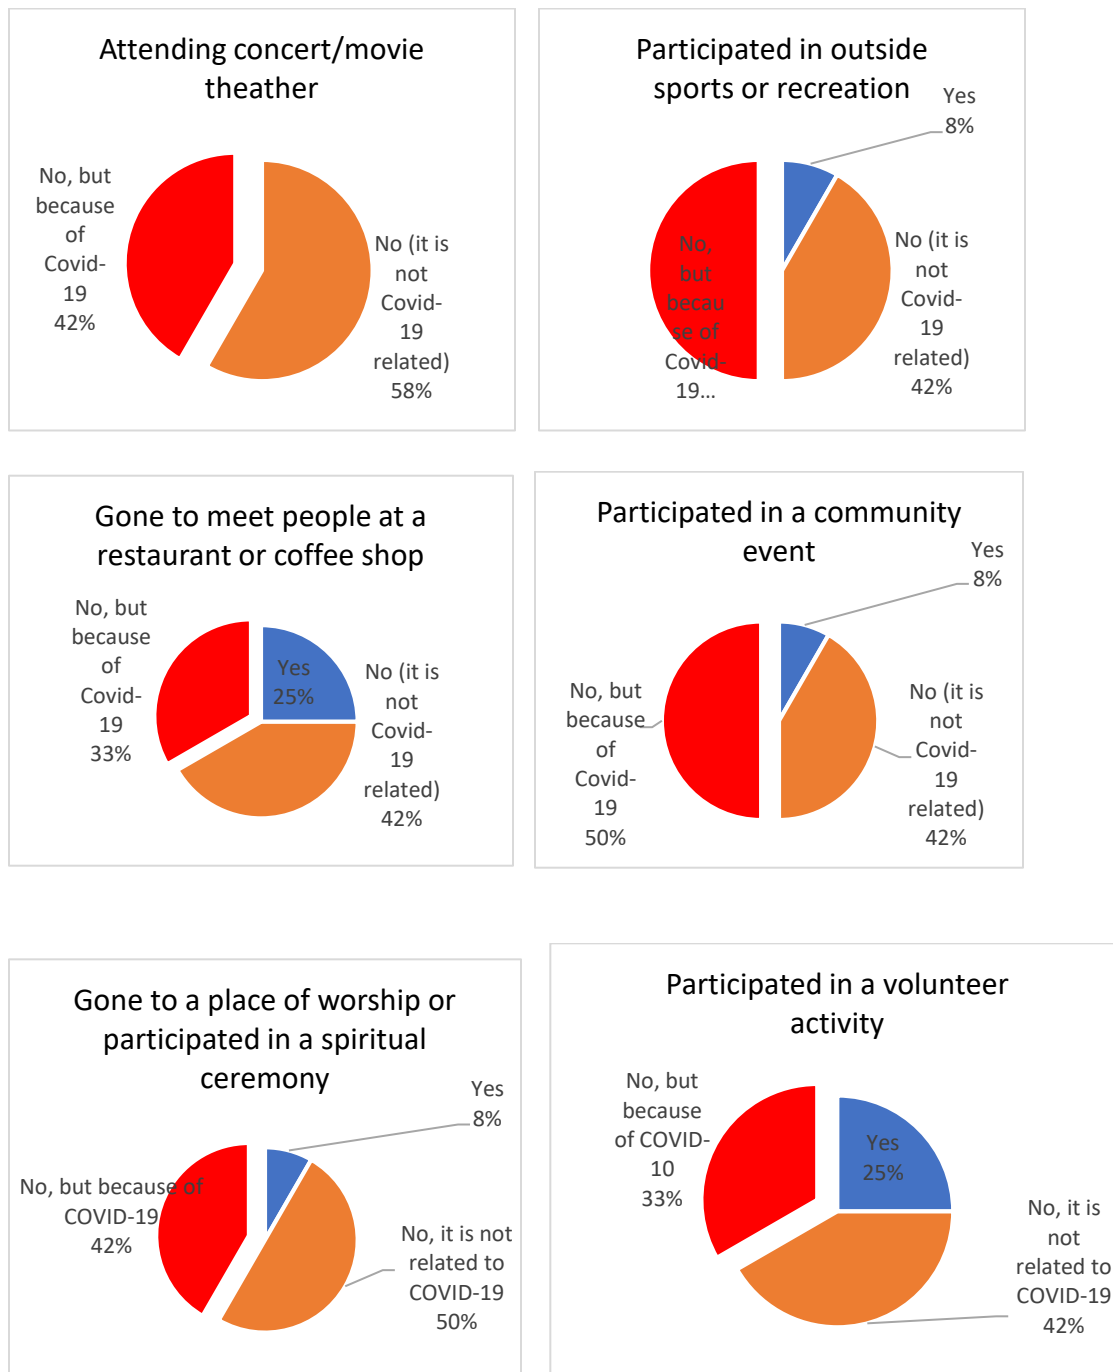 Attending concert/movie
theather
No, but
because
of
Covid-
19
42%
No (it is
not
Covid-
19
related)
58%
Participated in outside
sports or recreation
Yes
8%
No,
but
becau
se of
Covid-
19...
No (it is
not
Covid-
19
related)
42%
Gone to meet people at a
restaurant or coffee shop
No, but
because
of
Covid-
19
33%
Yes
25%
No (it is
not
Covid-
19
related)
42%
Participated in a community
event
Yes
8%
No, but
because
of
Covid-
19
50%
No (it is
not
Covid-
19
related)
42%
Gone to a place of worship or
participated in a spiritual
ceremony
Yes
8%
No, but because of
COVID-19
42%
No, it is not
related to
COVID-19
50%
Participated in a volunteer
activity
No, but
because
of COVID-
10
33%
Yes
25%
No, it is
not
related to
COVID-19
42%